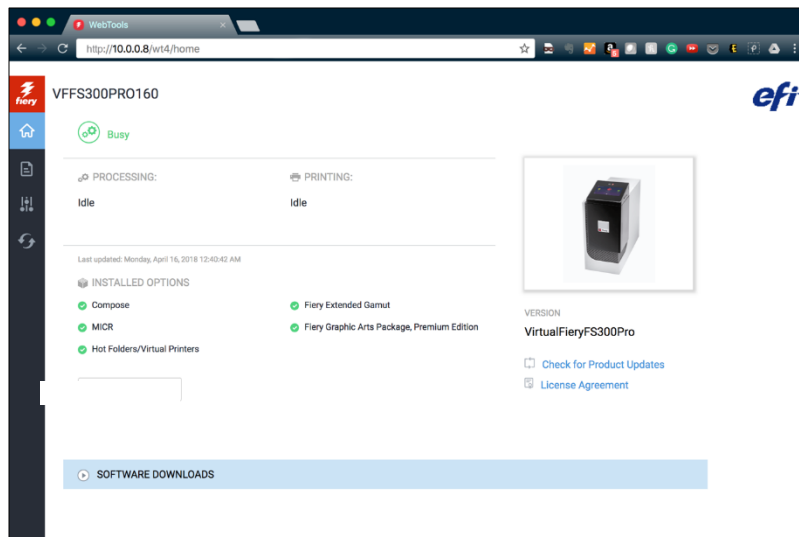 WebTools
http://10.0.0.8/wt4/home
fiery
VFFS300PRO160
efi
Busy
PROCESSING:
PRINTING:
Idle
Idle
Last updated: Monday, April 16, 2018 12:40:42 AM
INSTALLED OPTIONS
Compose
Fiery Extended Gamut
MICR
Fiery Graphic Arts Package, Premium Edition
Hot Folders/Virtual Printers
VERSION
VirtualFieryFS300Pro
Check for Product Updates
License Agreement
SOFTWARE DOWNLOADS